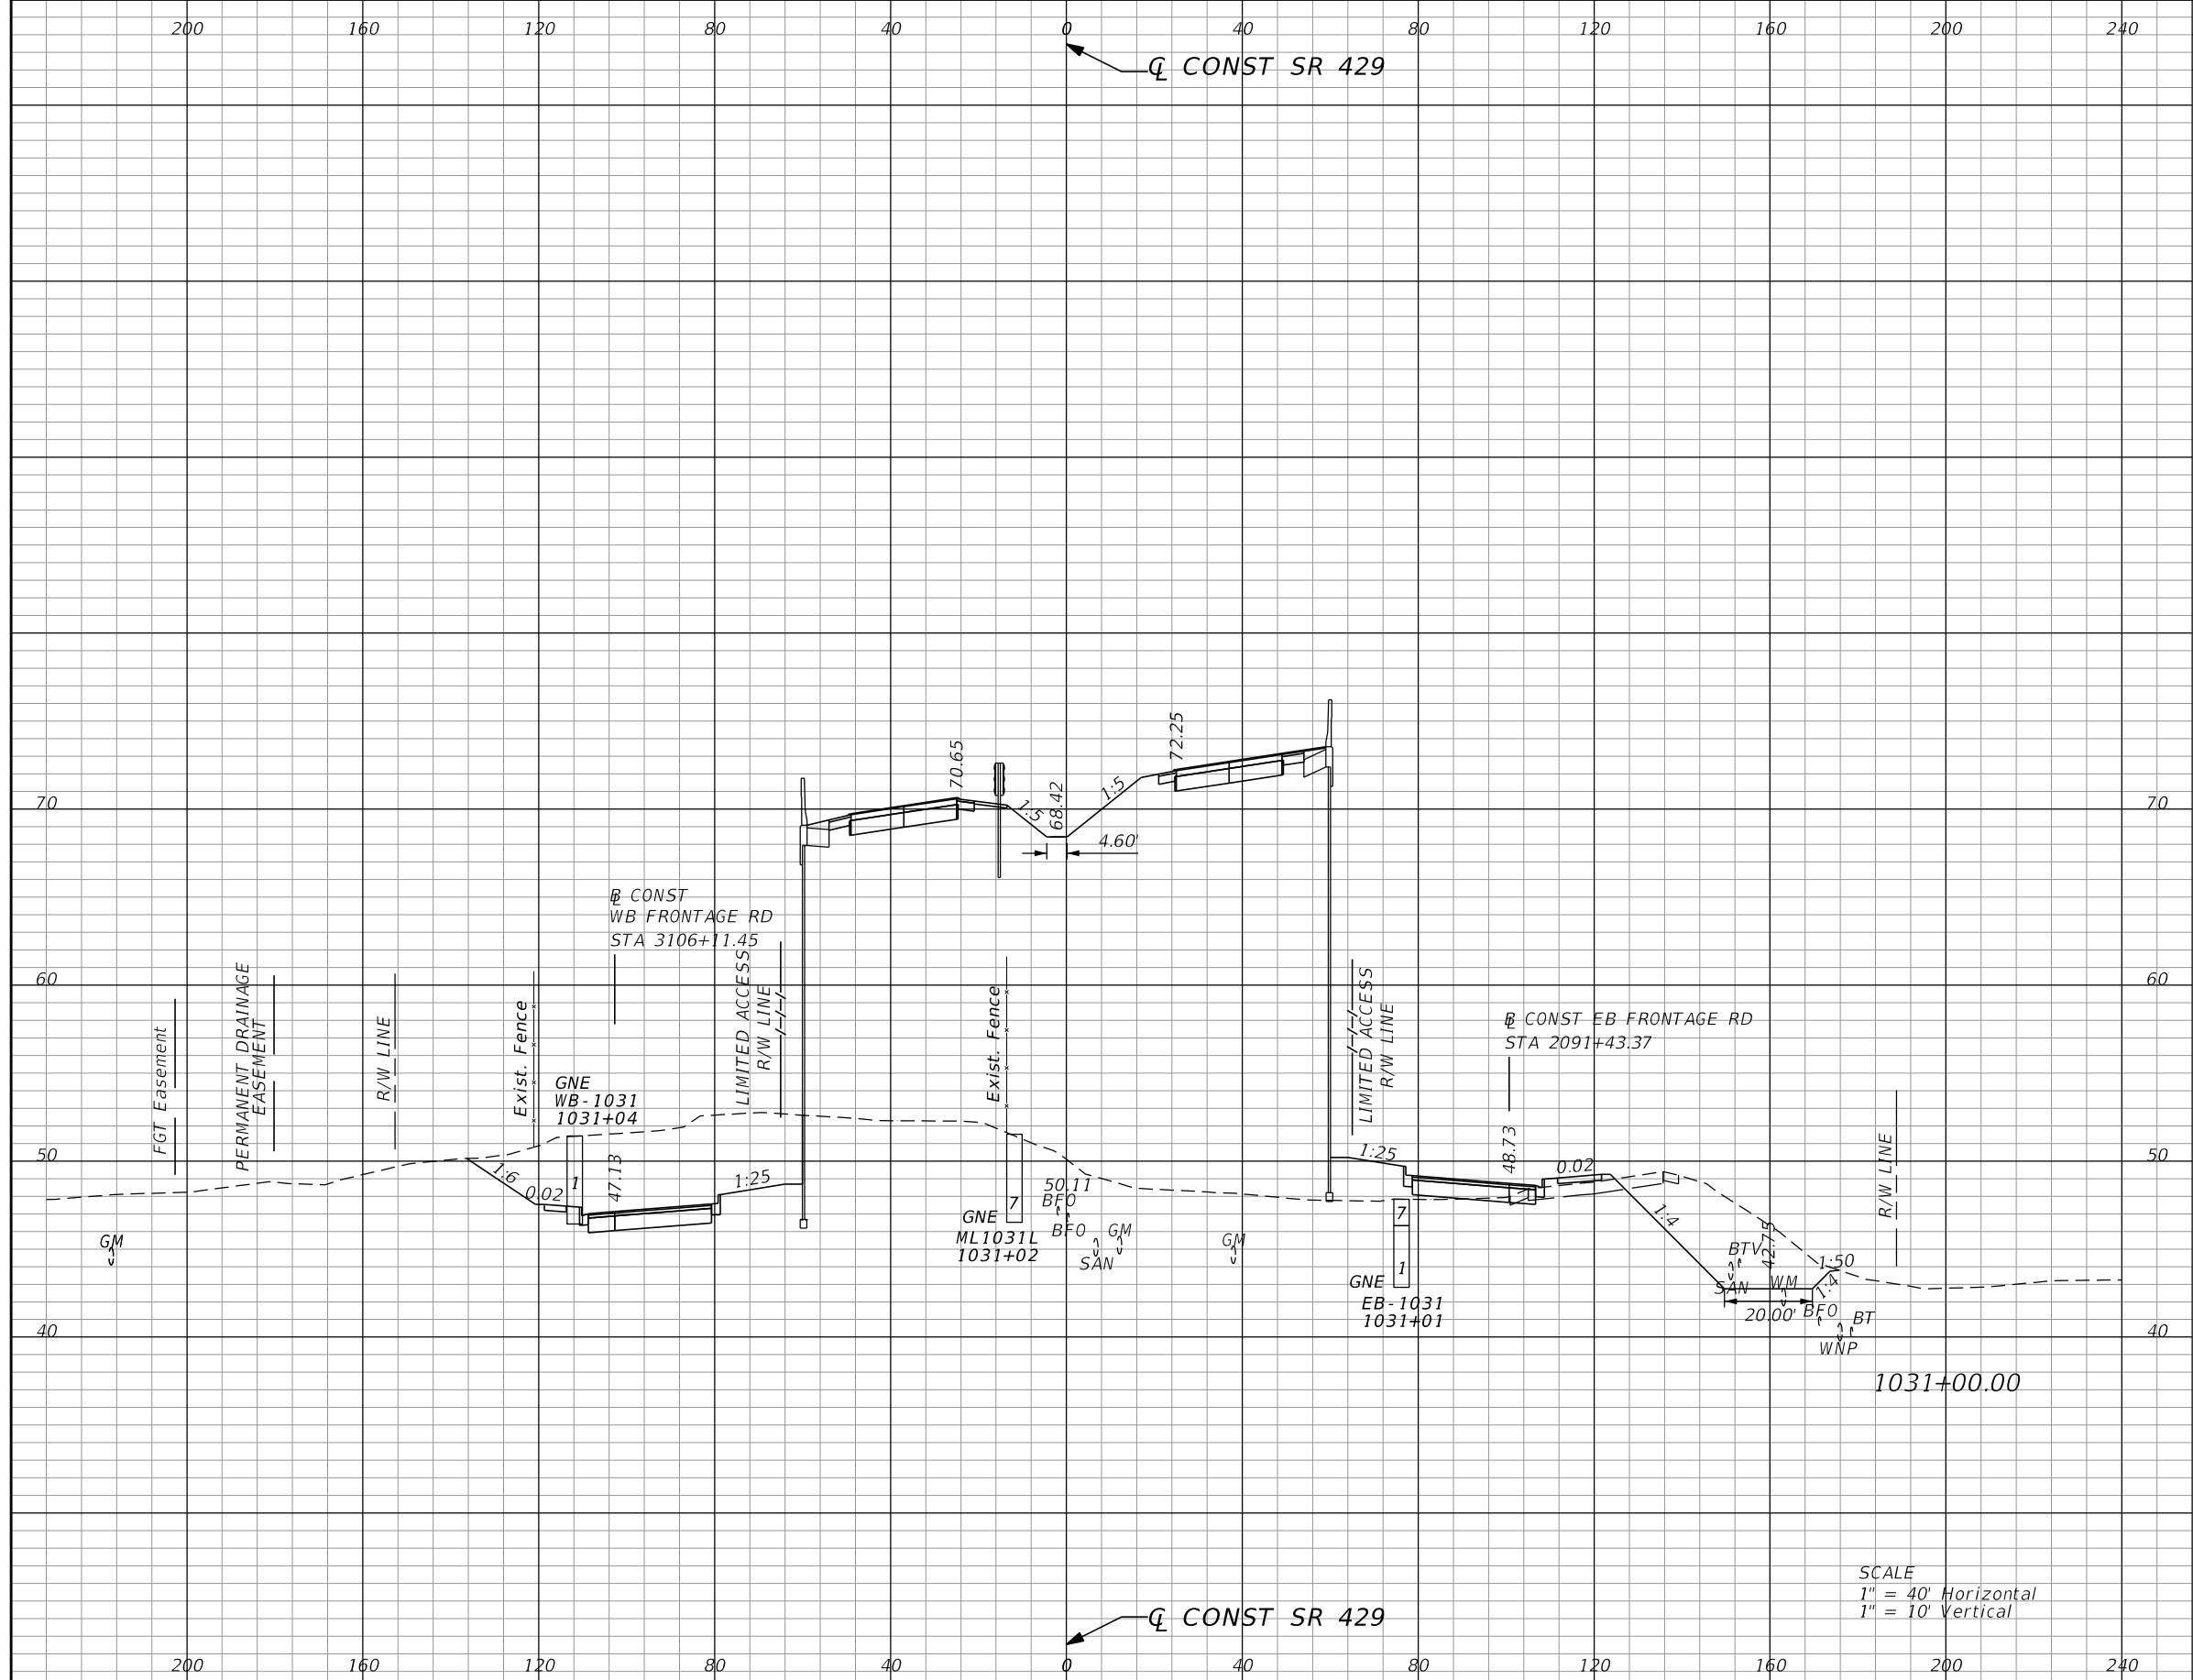 200 160 120 80 40 0 40 80 120 160 200 240
℄ CONST SR 429
72.25
70.65
1:5
1:5
68.42
70
70
4.60'
BL CONST
WB FRONTAGE RD
STA 3106+11.45
60
60
FGT Easement
PERMANENT DRAINAGE
EASEMENT
R/W LINE
Exist. Fence
LIMITED ACCESS
R/W LINE
Exist. Fence
LIMITED ACCESS
R/W LINE
BL CONST EB FRONTAGE RD
STA 2091+43.37
R/W LINE
GNE
WB-1031
1031+04
50
50
1:6
0.02
1
47.13
1:25
50.11
BFO
BFO
GM
SAN
7
GNE
ML1031L
1031+02
GM
GM
1:25
48.73
0.02
7
1
GNE
EB-1031
1031+01
1:4
BTV
42.75
SAN
WM
1:50
1:4
20.00'
BFO
BT
WNP
40
40
1031+00.00
SCALE
1" = 40' Horizontal
1" = 10' Vertical
℄ CONST SR 429
200 160 120 80 40 0 40 80 120 160 200 240